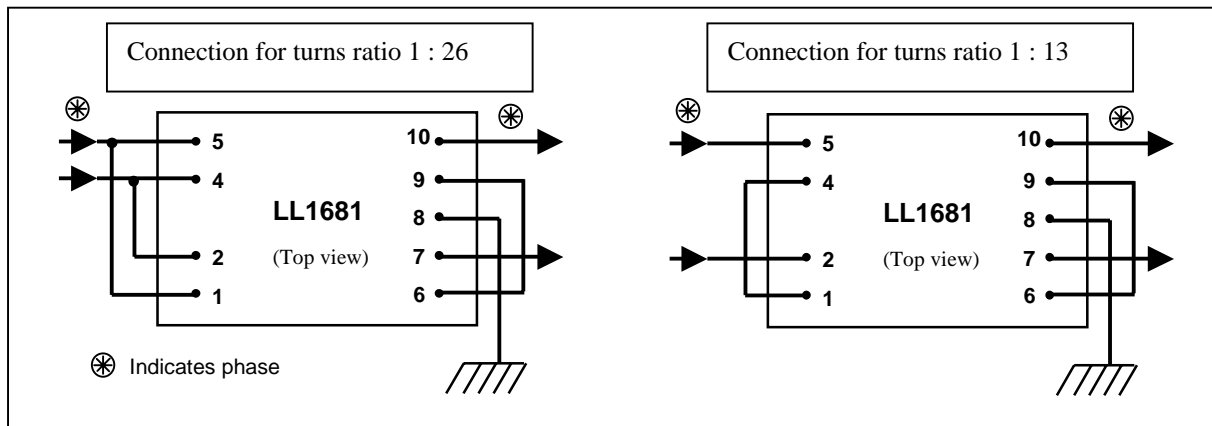 Connection for turns ratio 1 : 26
5
4
2
1
10
9
8
7
6
LL1681
(Top view)
Indicates phase
Connection for turns ratio 1 : 13
5
4
2
1
10
9
8
7
6
LL1681
(Top view)